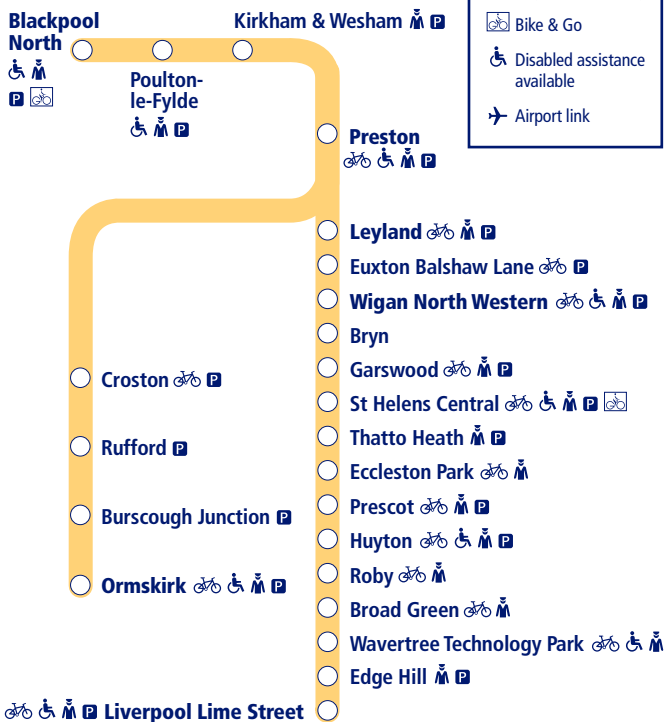 Blackpool
North
P
Kirkham & Wesham P
Poulton-
le-Fylde
P
Bike & Go
Disabled assistance
available
Airport link
Preston
P
Leyland P
Euxton Balshaw Lane P
Wigan North Western P
Bryn
Garswood P
St Helens Central P
Thatto Heath P
Eccleston Park
Prescot P
Huyton P
Roby
Broad Green
Wavertree Technology Park
Edge Hill P
P Liverpool Lime Street
Croston P
Rufford P
Burscough Junction P
Ormskirk P